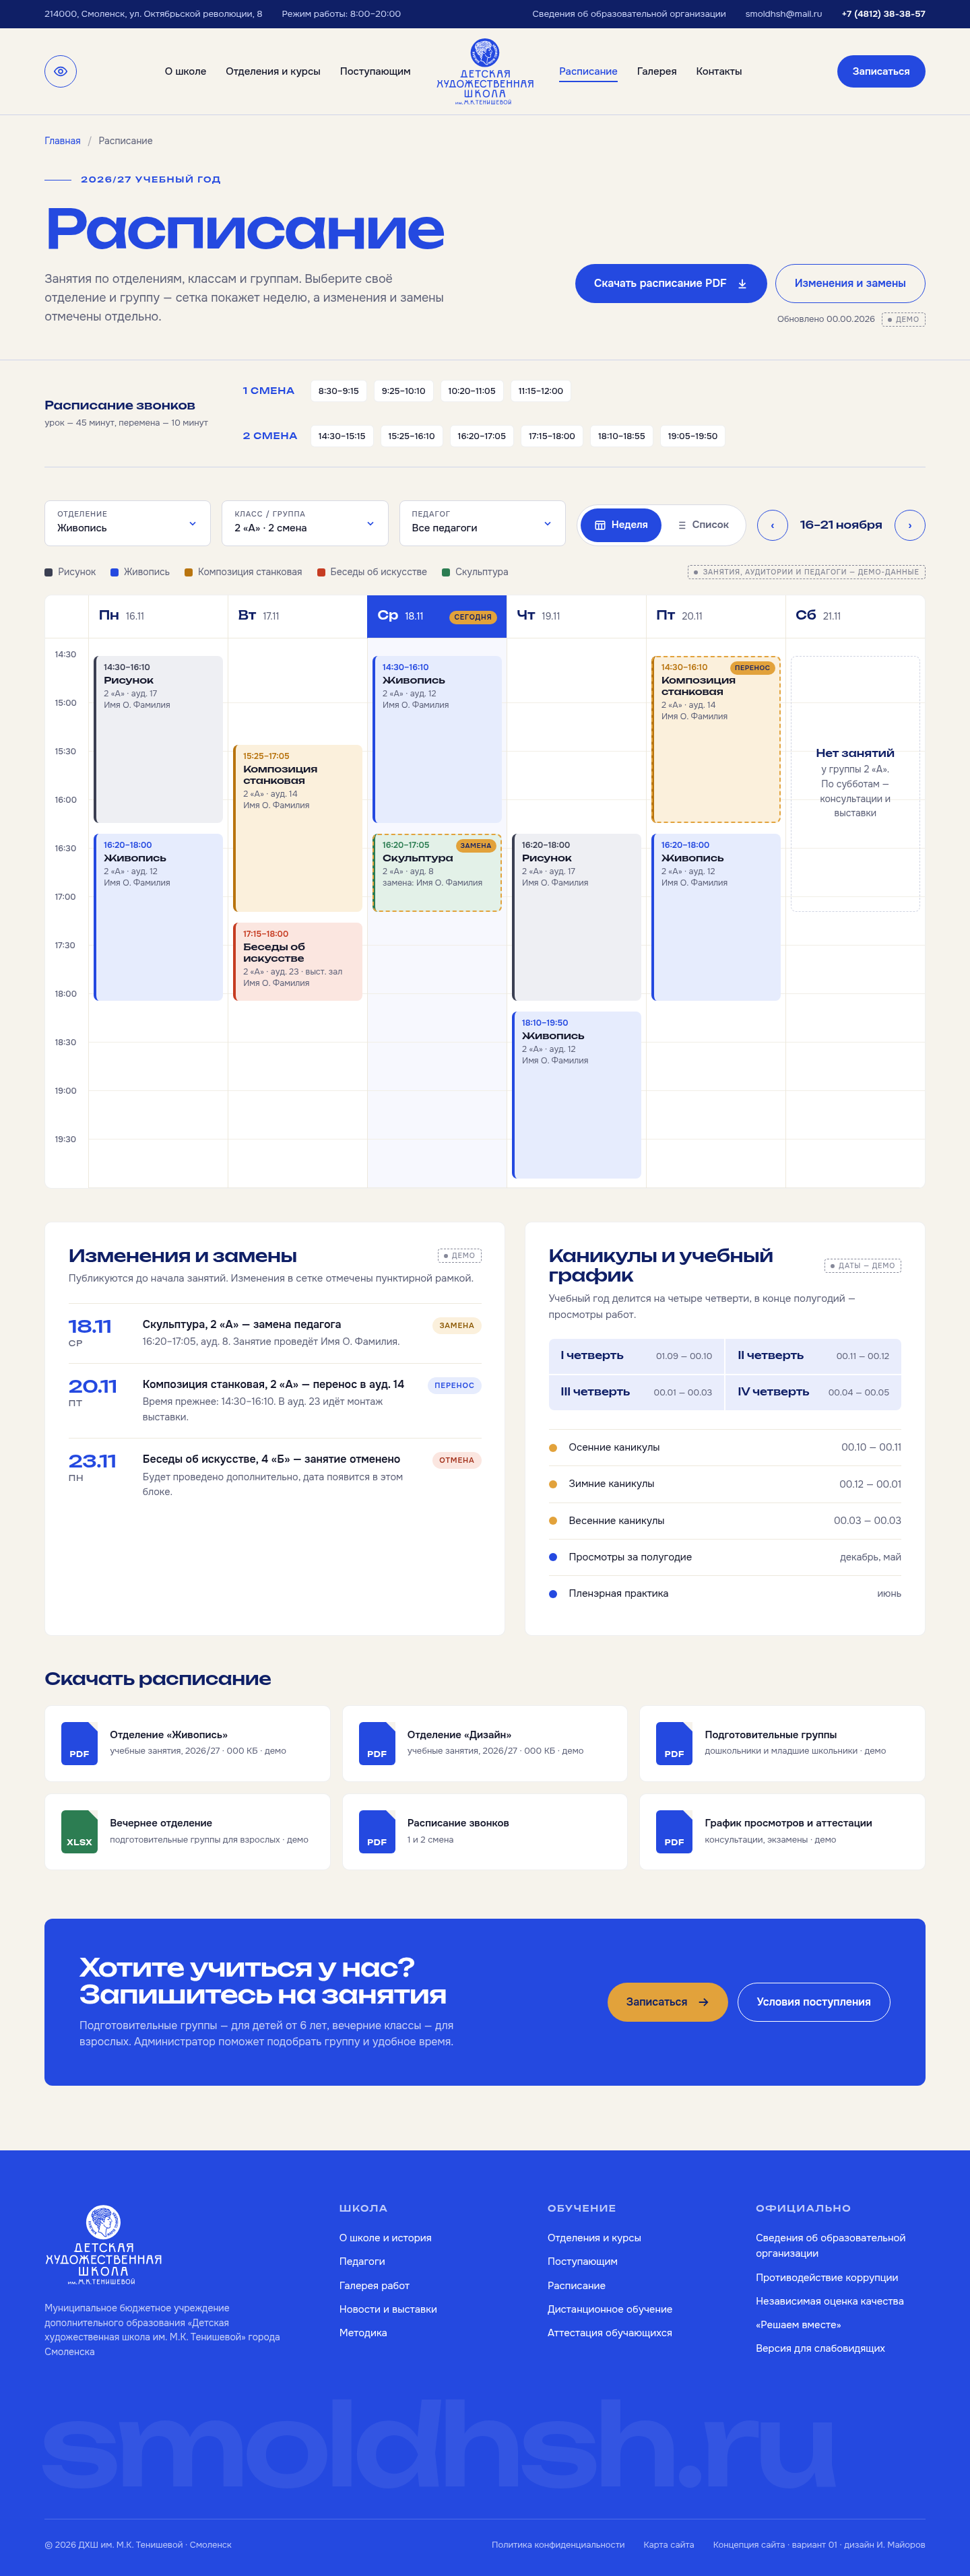 214000, Смоленск, ул. Октябрьской революции, 8
Режим работы: 8:00–20:00
Сведения об образовательной организации
smoldhsh@mail.ru
+7 (4812) 38-38-57
О школе
Отделения и курсы
Поступающим
ДЕТСКАЯ
ХУДОЖЕСТВЕННАЯ
ШКОЛА
им. М.К.ТЕНИШЕВОЙ
Расписание
Галерея
Контакты
Записаться
Главная / Расписание
2026/27 УЧЕБНЫЙ ГОД
Расписание
Занятия по отделениям, классам и группам. Выберите своё
отделение и группу — сетка покажет неделю, а изменения и замены
отмечены отдельно.
Скачать расписание PDF
Изменения и замены
Обновлено 00.00.2026
ДЕМО
Расписание звонков
урок — 45 минут, перемена — 10 минут
1 СМЕНА
8:30–9:15
9:25–10:10
10:20–11:05
11:15–12:00
2 СМЕНА
14:30–15:15
15:25–16:10
16:20–17:05
17:15–18:00
18:10–18:55
19:05–19:50
ОТДЕЛЕНИЕ
Живопись
КЛАСС / ГРУППА
2 «А» · 2 смена
ПЕДАГОГ
Все педагоги
Неделя
Список
‹
16–21 ноября
›
Рисунок
Живопись
Композиция станковая
Беседы об искусстве
Скульптура
ЗАНЯТИЯ, АУДИТОРИИ И ПЕДАГОГИ — ДЕМО-ДАННЫЕ
Пн 16.11
Вт 17.11
Ср 18.11
СЕГОДНЯ
Чт 19.11
Пт 20.11
Сб 21.11
14:30
15:00
15:30
16:00
16:30
17:00
17:30
18:00
18:30
19:00
19:30
14:30–16:10
Рисунок
2 «А» · ауд. 17
Имя О. Фамилия
16:20–18:00
Живопись
2 «А» · ауд. 12
Имя О. Фамилия
15:25–17:05
Композиция
станковая
2 «А» · ауд. 14
Имя О. Фамилия
17:15–18:00
Беседы об
искусстве
2 «А» · ауд. 23 · выст. зал
Имя О. Фамилия
14:30–16:10
Живопись
2 «А» · ауд. 12
Имя О. Фамилия
16:20–17:05
ЗАМЕНА
Скульптура
2 «А» · ауд. 8
замена: Имя О. Фамилия
16:20–18:00
Рисунок
2 «А» · ауд. 17
Имя О. Фамилия
18:10–19:50
Живопись
2 «А» · ауд. 12
Имя О. Фамилия
14:30–16:10
ПЕРЕНОС
Композиция
станковая
2 «А» · ауд. 14
Имя О. Фамилия
16:20–18:00
Живопись
2 «А» · ауд. 12
Имя О. Фамилия
Нет занятий
у группы 2 «А».
По субботам —
консультации и
выставки
Изменения и замены
ДЕМО
Публикуются до начала занятий. Изменения в сетке отмечены пунктирной рамкой.
18.11
СР
Скульптура, 2 «А» — замена педагога
16:20–17:05, ауд. 8. Занятие проведёт Имя О. Фамилия.
ЗАМЕНА
20.11
ПТ
Композиция станковая, 2 «А» — перенос в ауд. 14
Время прежнее: 14:30–16:10. В ауд. 23 идёт монтаж
выставки.
ПЕРЕНОС
23.11
ПН
Беседы об искусстве, 4 «Б» — занятие отменено
Будет проведено дополнительно, дата появится в этом
блоке.
ОТМЕНА
Каникулы и учебный
график
ДАТЫ — ДЕМО
Учебный год делится на четыре четверти, в конце полугодий —
просмотры работ.
I четверть 01.09 — 00.10
II четверть 00.11 — 00.12
III четверть 00.01 — 00.03
IV четверть 00.04 — 00.05
Осенние каникулы 00.10 — 00.11
Зимние каникулы 00.12 — 00.01
Весенние каникулы 00.03 — 00.03
Просмотры за полугодие декабрь, май
Пленэрная практика июнь
Скачать расписание
PDF
Отделение «Живопись»
учебные занятия, 2026/27 · 000 КБ · демо
PDF
Отделение «Дизайн»
учебные занятия, 2026/27 · 000 КБ · демо
PDF
Подготовительные группы
дошкольники и младшие школьники · демо
XLSX
Вечернее отделение
подготовительные группы для взрослых · демо
PDF
Расписание звонков
1 и 2 смена
PDF
График просмотров и аттестации
консультации, экзамены · демо
Хотите учиться у нас?
Запишитесь на занятия
Подготовительные группы — для детей от 6 лет, вечерние классы — для
взрослых. Администратор поможет подобрать группу и удобное время.
Записаться
Условия поступления
ДЕТСКАЯ
ХУДОЖЕСТВЕННАЯ
ШКОЛА
им. М.К.ТЕНИШЕВОЙ
Муниципальное бюджетное учреждение
дополнительного образования «Детская
художественная школа им. М.К. Тенишевой» города
Смоленска
ШКОЛА
О школе и история
Педагоги
Галерея работ
Новости и выставки
Методика
ОБУЧЕНИЕ
Отделения и курсы
Поступающим
Расписание
Дистанционное обучение
Аттестация обучающихся
ОФИЦИАЛЬНО
Сведения об образовательной
организации
Противодействие коррупции
Независимая оценка качества
«Решаем вместе»
Версия для слабовидящих
smoldhsh.ru
© 2026 ДХШ им. М.К. Тенишевой · Смоленск
Политика конфиденциальности
Карта сайта
Концепция сайта · вариант 01 · дизайн И. Майоров